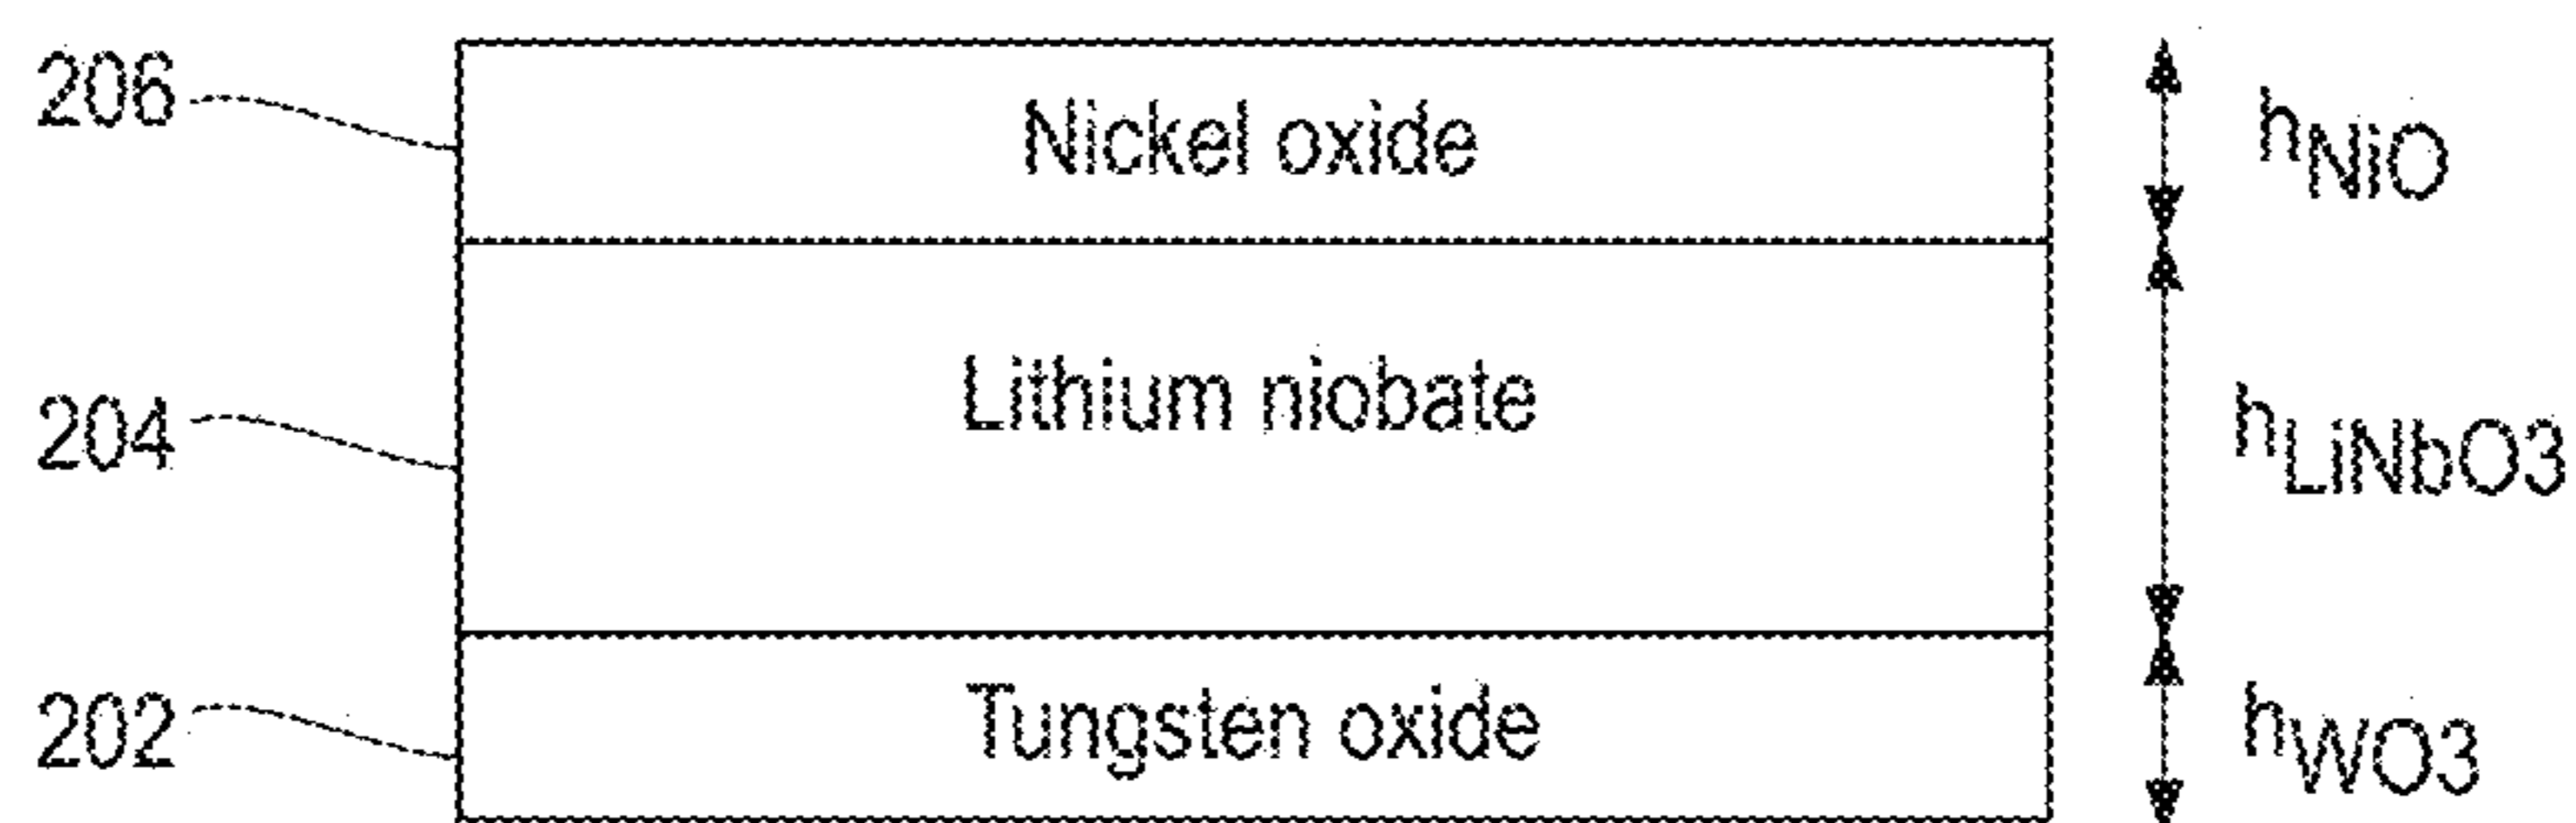 206 Nickel oxide hNiO
204 Lithium niobate hLiNbO3
202 Tungsten oxide hWO3